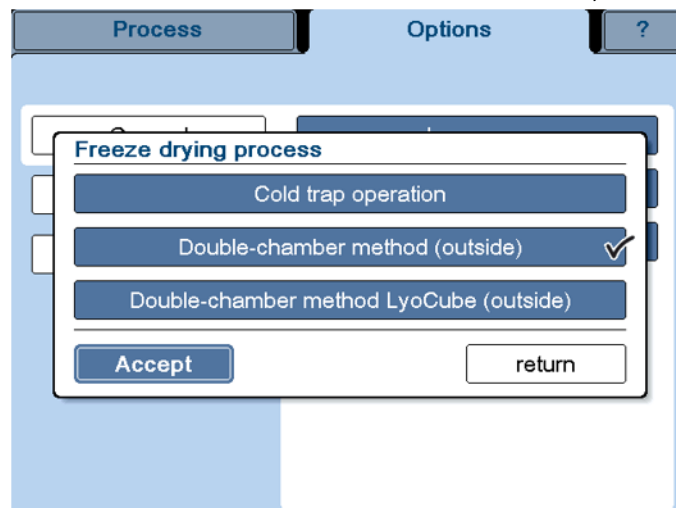 Process
Options
?
Freeze drying process
Cold trap operation
Double-chamber method (outside)
Double-chamber method LyoCube (outside)
Accept
return